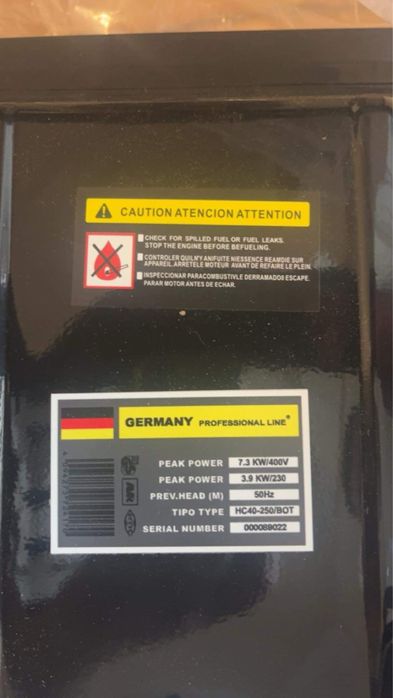 CAUTION ATENCION ATTENTION
CHECK FOR SPILLED FUEL OR FUEL LEAKS.
STOP THE ENGINE BEFORE BEFUELING.
CONTROLER QUILNY ANIFUITE NIESSENCE REAMDIE SUR
APPAREIL. ARRETELE MOTEUR AVANT DE REFAIRE LE PLEIN.
INSPECCIONAR PARACOMBUSTIVLE DERRAMADOS ESCAPE.
PARAR MOTOR ANTES DE ECHAR.
GERMANY PROFESSIONAL LINE®
PEAK POWER 7.3 KW/400V
PEAK POWER 3.9 KW/230
PREV.HEAD (M) 50Hz
TIPO TYPE HC40-250/BOT
SERIAL NUMBER 000089022